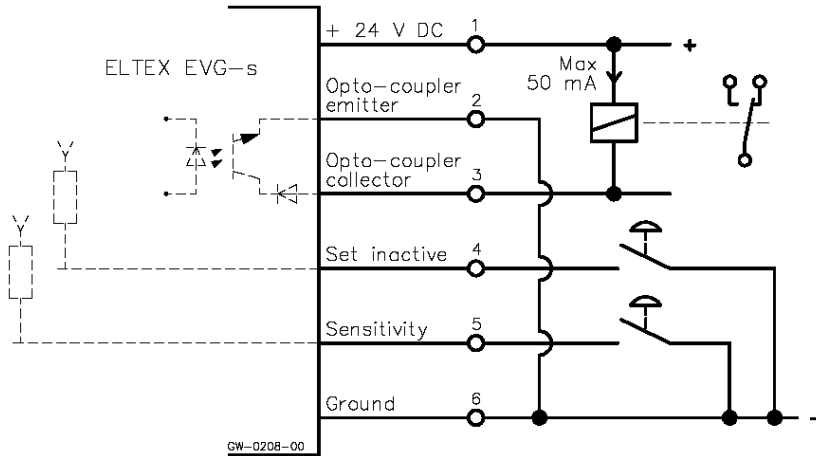 ELTEX EVG-s
+ 24 V DC
1
+
Max
50 mA
Opto-coupler
emitter
2
Opto-coupler
collector
3
Set inactive
4
Sensitivity
5
Ground
6
-
GW-0208-00